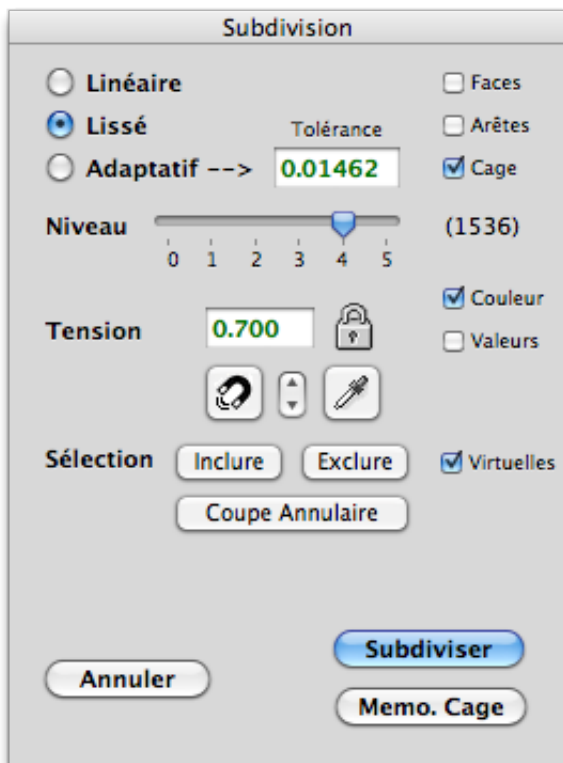 Subdivision
Linéaire
Faces
Lissé
Tolérance
Arêtes
Adaptatif -->
0.01462
Cage
Niveau
(1536)
0 1 2 3 4 5
Couleur
Tension
0.700
Valeurs
Sélection
Inclure
Exclure
Virtuelles
Coupe Annulaire
Subdiviser
Annuler
Memo. Cage